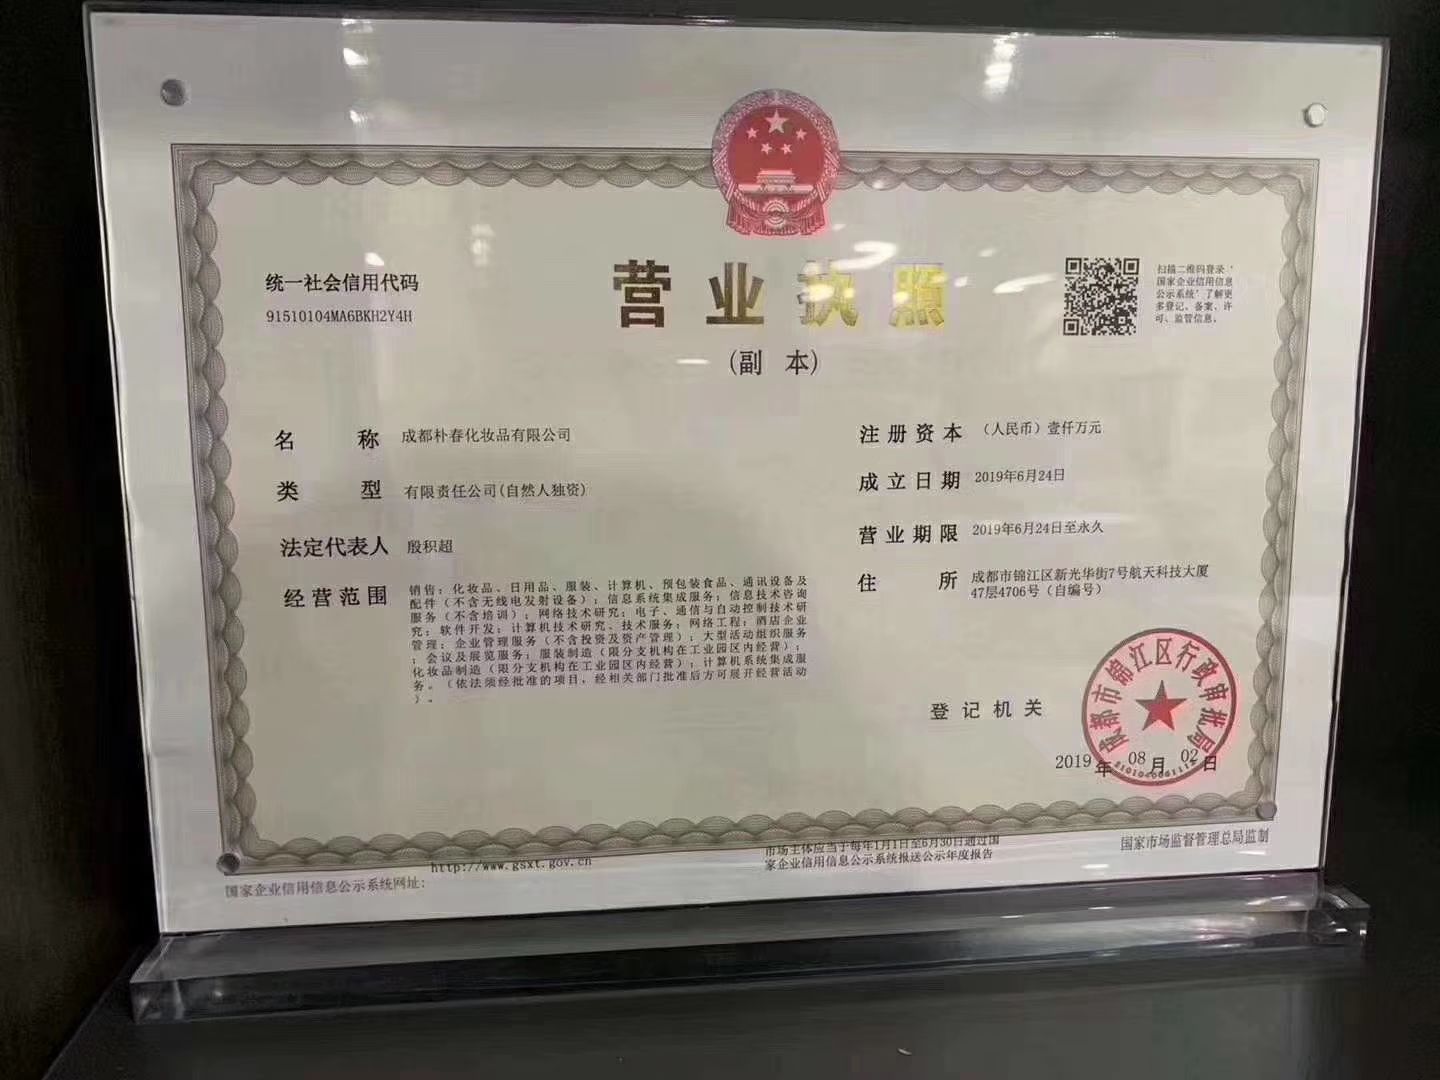 统一社会信用代码
91510104MA6BKH2Y4H
营业执照
(副 本)
扫描二维码登录‘
国家企业信用信息
公示系统’了解更
多登记、备案、许
可、监管信息。
名 称 成都朴春化妆品有限公司
类 型 有限责任公司(自然人独资)
法定代表人 殷积超
经营范围 销售：化妆品、日用品、服装、计算机、预包装食品、通讯设备及
配件（不含无线电发射设备）；信息系统集成服务；信息技术咨询
服务（不含培训）；网络技术研究；电子、通信与自动控制技术研
究；软件开发；计算机技术研究、技术服务；网络工程；酒店企业
管理；企业管理服务（不含投资及资产管理）；大型活动组织服务
；会议及展览服务；服装制造（限分支机构在工业园区内经营）；
化妆品制造（限分支机构在工业园区内经营）；计算机系统集成服
务。（依法须经批准的项目，经相关部门批准后方可展开经营活动
）。
注册资本 （人民币）壹仟万元
成立日期 2019年6月24日
营业期限 2019年6月24日至永久
住 所 成都市锦江区新光华街7号航天科技大厦
47层4706号（自编号）
登记机关
成都市锦江区行政审批局
2019 年 08 月 02 日
国家企业信用信息公示系统网址：
http://www.gsxt.gov.cn
市场主体应当于每年1月1日至6月30日通过国
家企业信用信息公示系统报送公示年度报告
国家市场监督管理总局监制